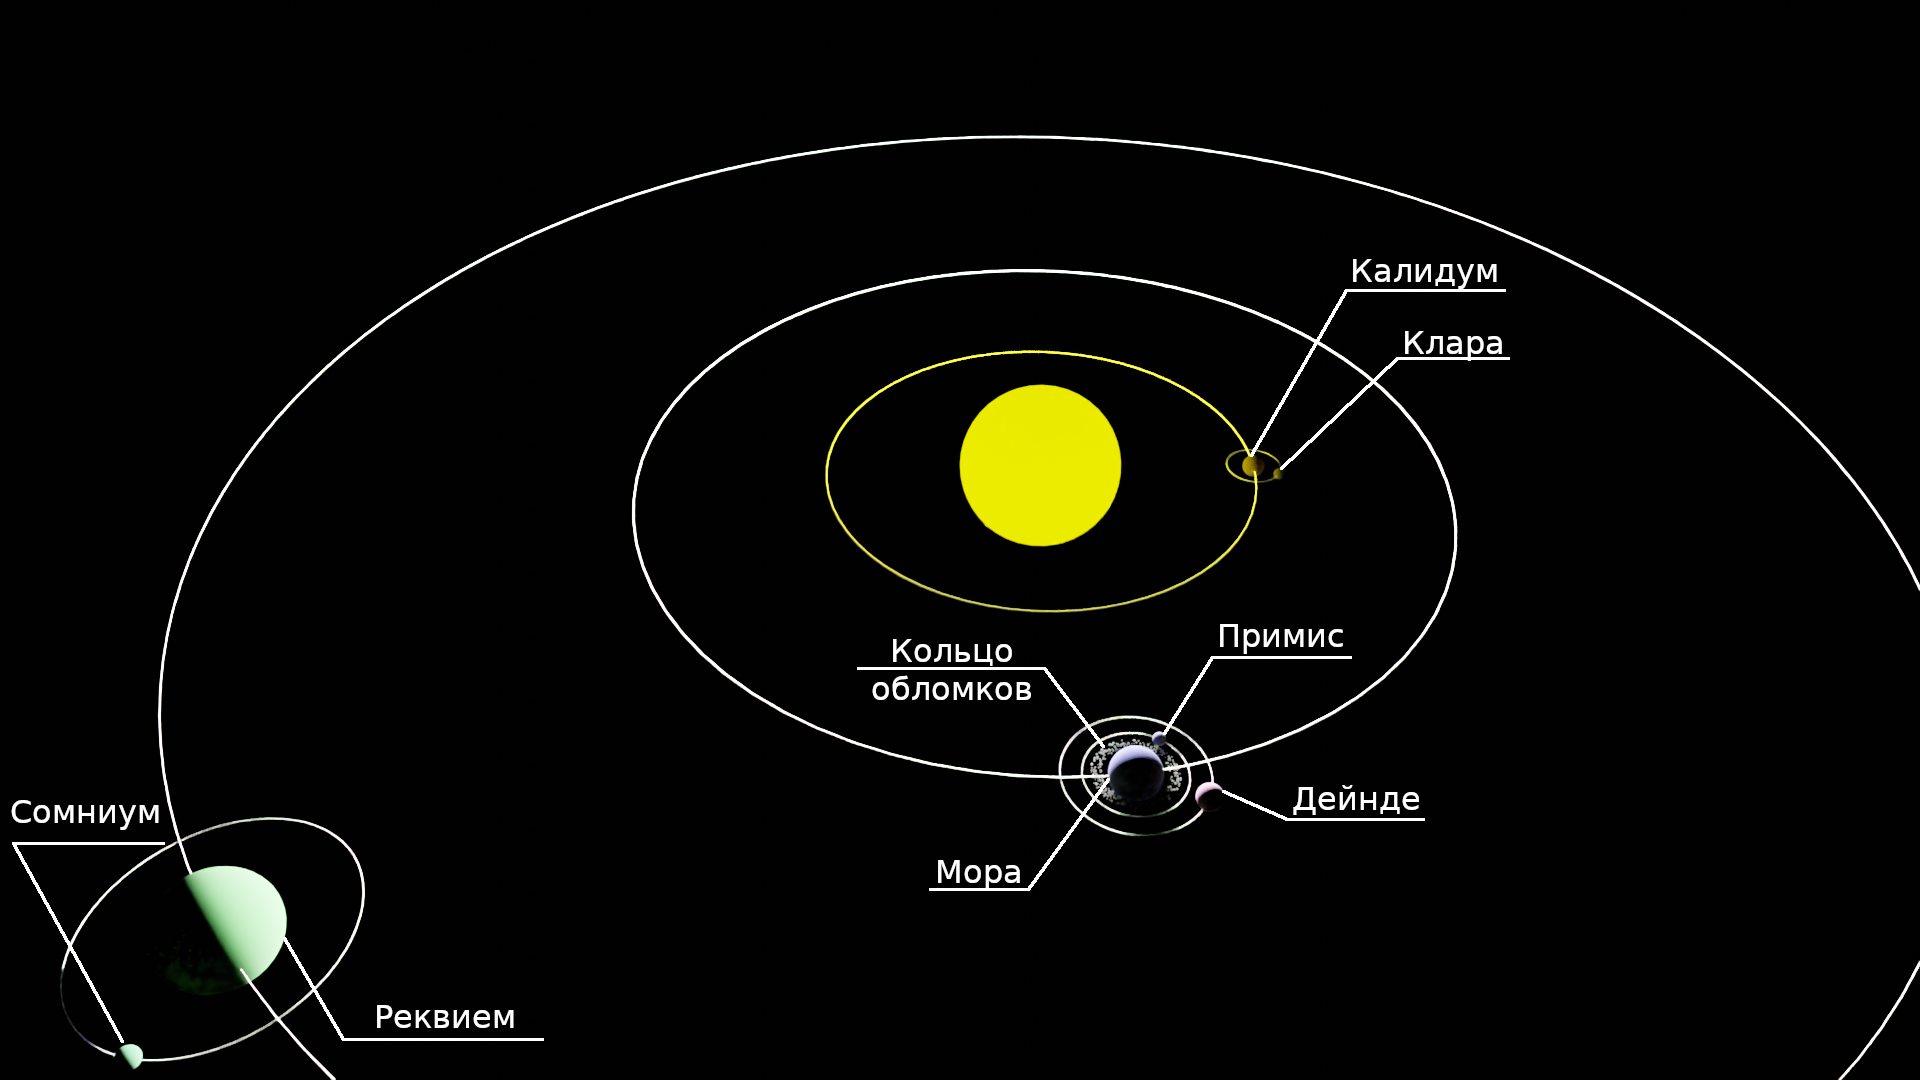 Калидум
Клара
Примис
Кольцо
обломков
Дейнде
Сомниум
Мора
Реквием